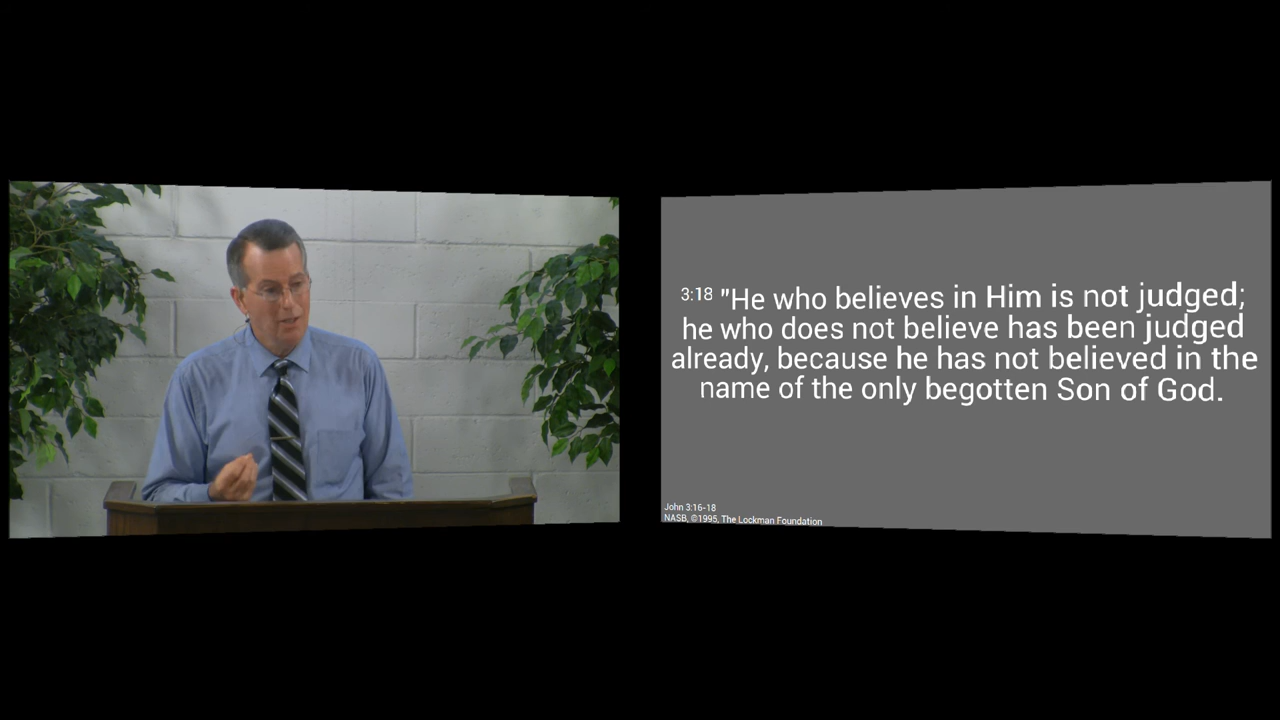 3:18 "He who believes in Him is not judged;
he who does not believe has been judged
already, because he has not believed in the
name of the only begotten Son of God.
John 3:16-18
NASB, ©1995, The Lockman Foundation